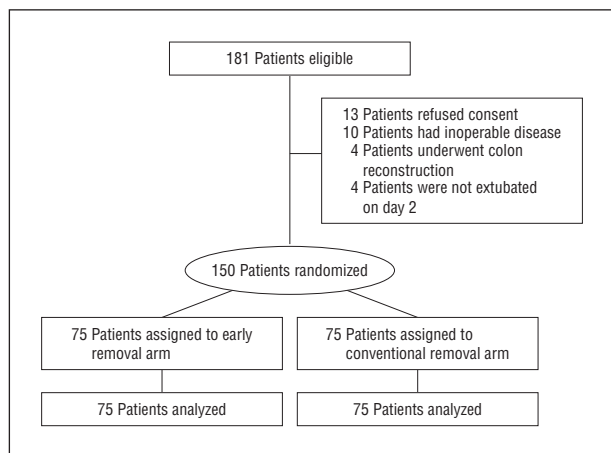 181 Patients eligible
13 Patients refused consent
10 Patients had inoperable disease
4 Patients underwent colon
reconstruction
4 Patients were not extubated
on day 2
150 Patients randomized
75 Patients assigned to early
removal arm
75 Patients assigned to
conventional removal arm
75 Patients analyzed
75 Patients analyzed